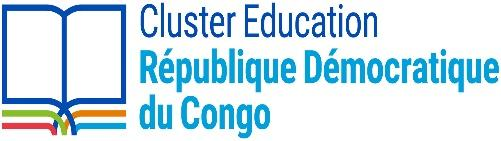 Cluster Education
République Démocratique
du Congo